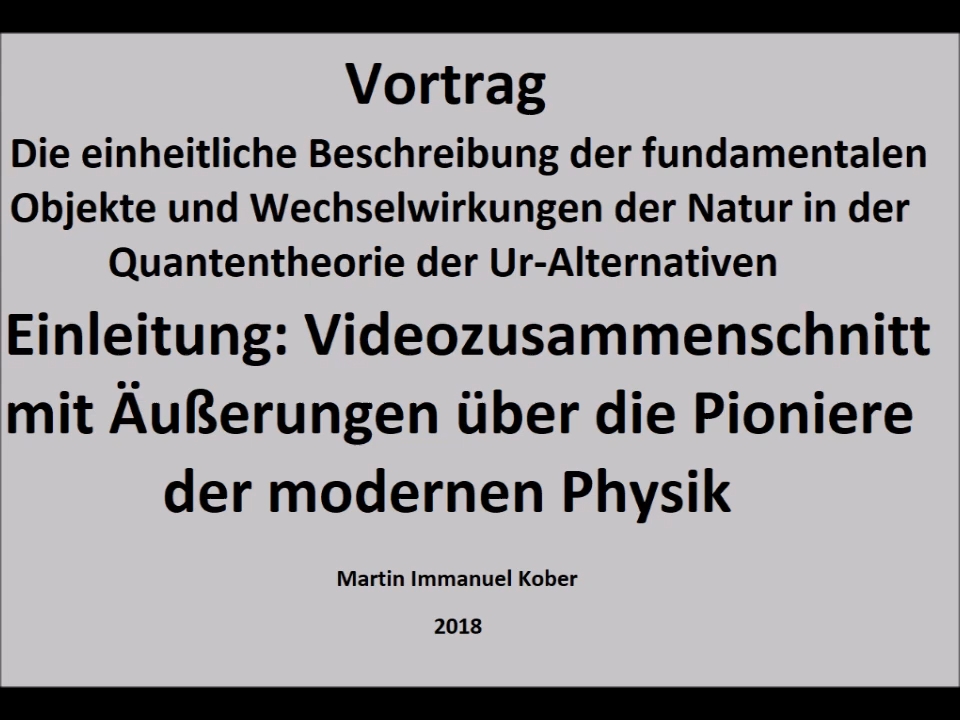 Vortrag
Die einheitliche Beschreibung der fundamentalen
Objekte und Wechselwirkungen der Natur in der
Quantentheorie der Ur-Alternativen
Einleitung: Videozusammenschnitt
mit Äußerungen über die Pioniere
der modernen Physik
Martin Immanuel Kober
2018